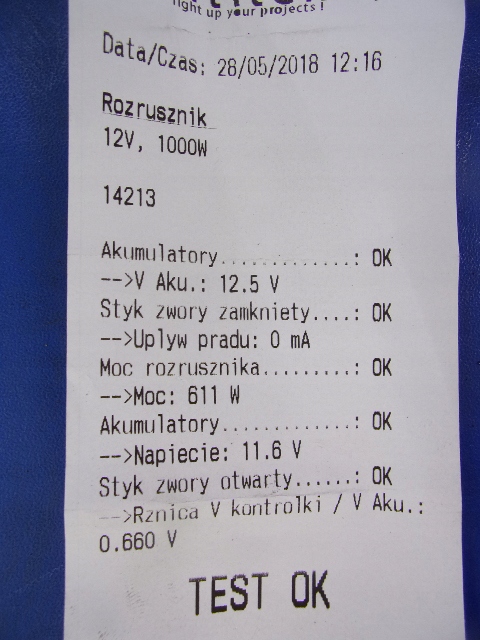 ight up your projects!
Data/Czas: 28/05/2018 12:16
Rozrusznik
12V, 1000W
14213
Akumulatory.............: OK
-->V Aku.: 12.5 V
Styk zwory zamkniety....: OK
-->Uplyw pradu: 0 mA
Moc rozrusznika.........: OK
-->Moc: 611 W
Akumulatory.............: OK
-->Napiecie: 11.6 V
Styk zwory otwarty......: OK
-->Rznica V kontrolki / V Aku.:
0.660 V
TEST OK